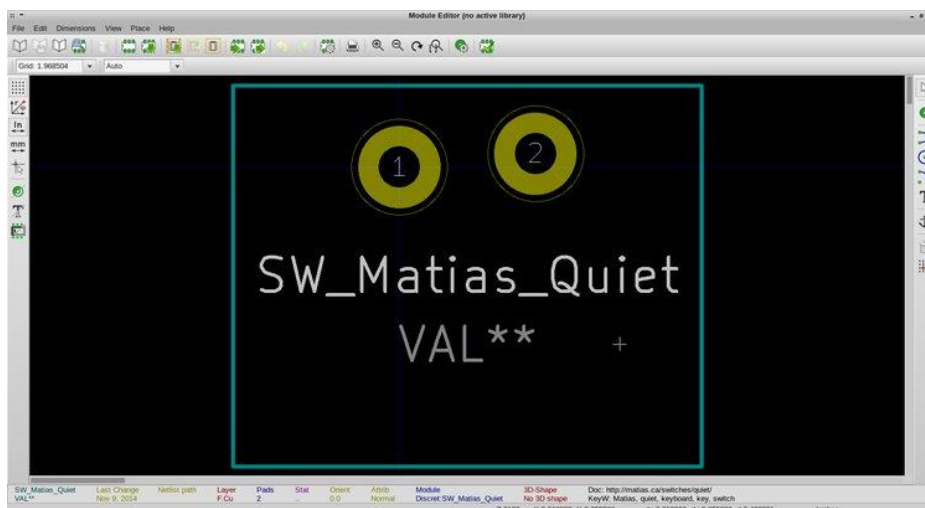 Module Editor (no active library)
File Edit Dimensions View Place Help
Grid: 1.968504 Auto
In
mm
1
2
SW_Matias_Quiet
VAL**
SW_Matias_Quiet Last Change Netlist path Layer Pads Stat Orient Attrib Module 3D-Shape Doc: http://matias.ca/switches/quiet/
VAL** Nov 9, 2014 F.Cu 2 .. 0.0 Normal Discret:SW_Matias_Quiet No 3D shape KeyW: Matias, quiet, keyboard, key, switch